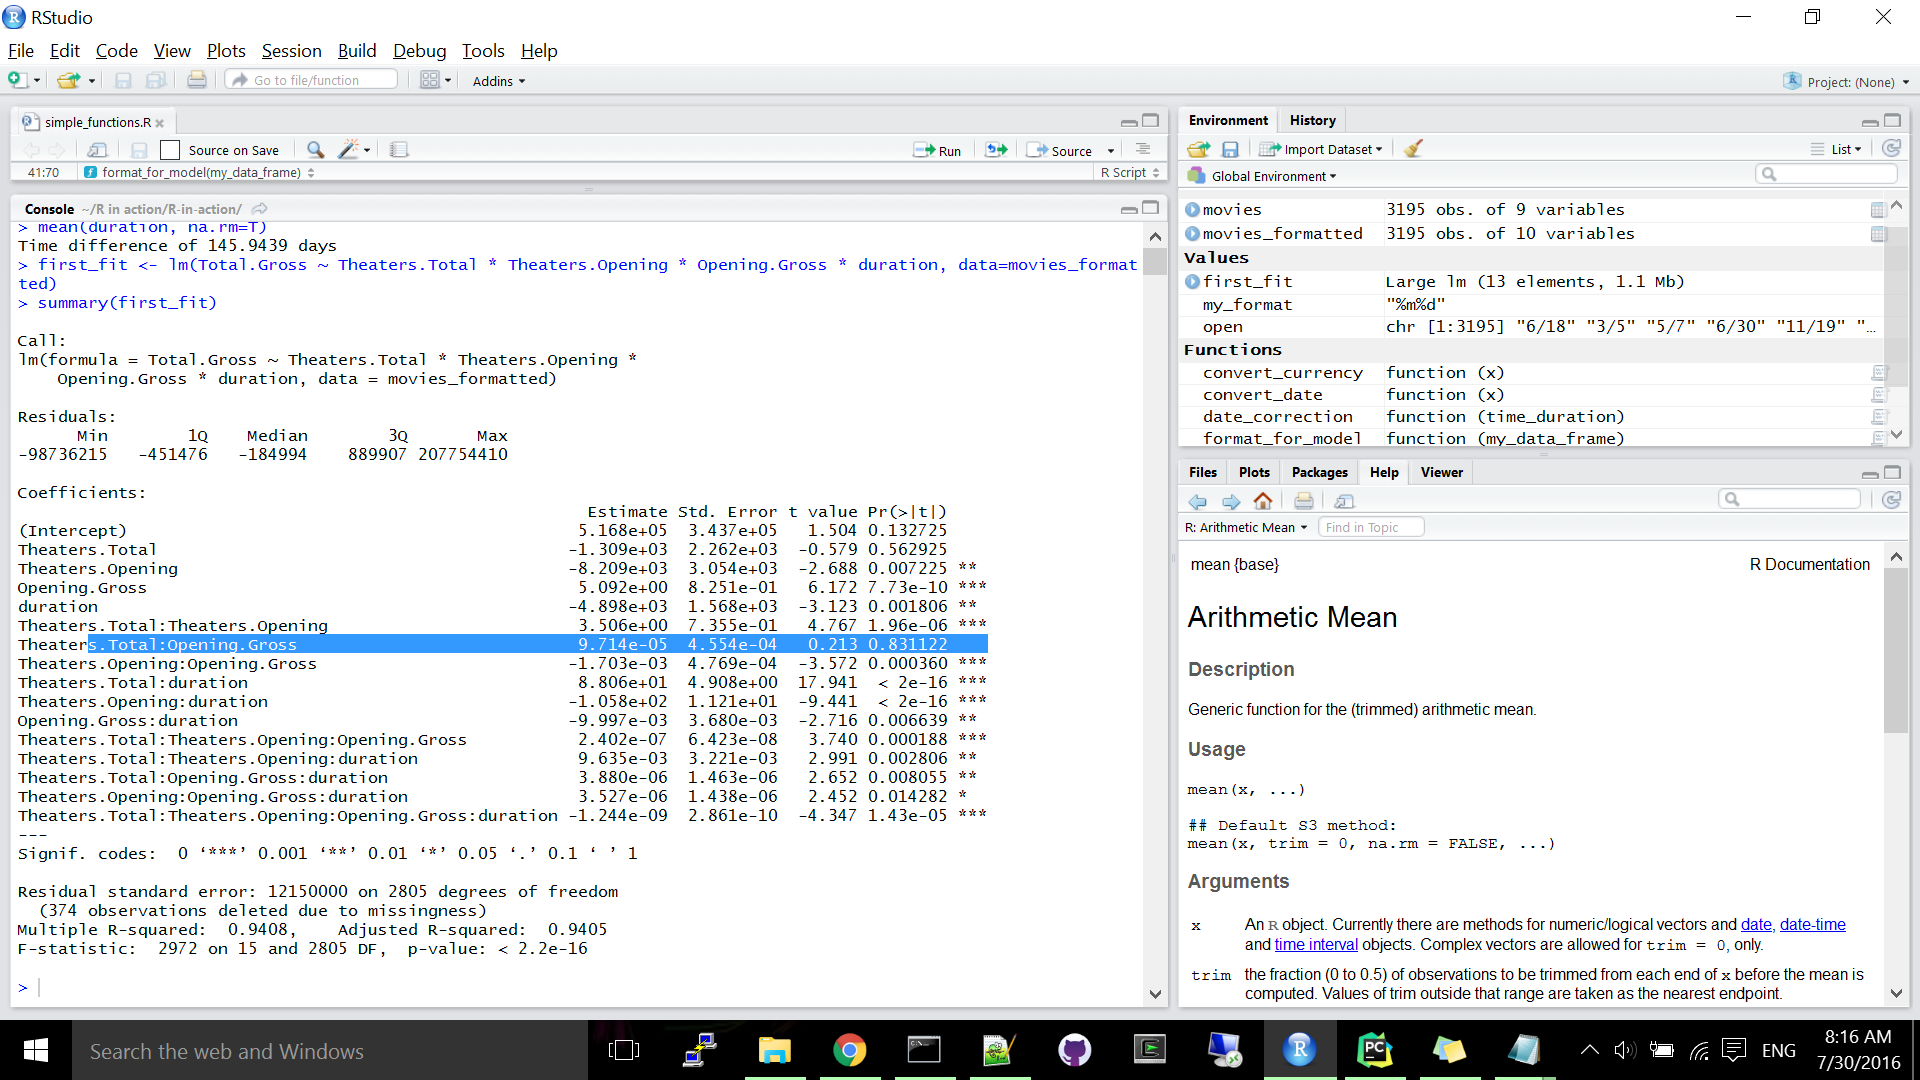 RStudio
File Edit Code View Plots Session Build Debug Tools Help
Go to file/function Addins Project: (None)
simple_functions.R
Source on Save Run Source
41:70 format_for_model(my_data_frame) R Script
Console ~/R in action/R-in-action/
> mean(duration, na.rm=T)
Time difference of 145.9439 days
> first_fit <- lm(Total.Gross ~ Theaters.Total * Theaters.Opening * Opening.Gross * duration, data=movies_format
ted)
> summary(first_fit)
Call:
lm(formula = Total.Gross ~ Theaters.Total * Theaters.Opening *
    Opening.Gross * duration, data = movies_formatted)
Residuals:
      Min        1Q    Median        3Q       Max
-98736215   -451476   -184994    889907 207754410
Coefficients:
Estimate Std. Error t value Pr(>|t|)
(Intercept) 5.168e+05 3.437e+05 1.504 0.132725
Theaters.Total -1.309e+03 2.262e+03 -0.579 0.562925
Theaters.Opening -8.209e+03 3.054e+03 -2.688 0.007225 **
Opening.Gross 5.092e+00 8.251e-01 6.172 7.73e-10 ***
duration -4.898e+03 1.568e+03 -3.123 0.001806 **
Theaters.Total:Theaters.Opening 3.506e+00 7.355e-01 4.767 1.96e-06 ***
Theaters.Total:Opening.Gross 9.714e-05 4.554e-04 0.213 0.831122
Theaters.Opening:Opening.Gross -1.703e-03 4.769e-04 -3.572 0.000360 ***
Theaters.Total:duration 8.806e+01 4.908e+00 17.941 < 2e-16 ***
Theaters.Opening:duration -1.058e+02 1.121e+01 -9.441 < 2e-16 ***
Opening.Gross:duration -9.997e-03 3.680e-03 -2.716 0.006639 **
Theaters.Total:Theaters.Opening:Opening.Gross 2.402e-07 6.423e-08 3.740 0.000188 ***
Theaters.Total:Theaters.Opening:duration 9.635e-03 3.221e-03 2.991 0.002806 **
Theaters.Total:Opening.Gross:duration 3.880e-06 1.463e-06 2.652 0.008055 **
Theaters.Opening:Opening.Gross:duration 3.527e-06 1.438e-06 2.452 0.014282 *
Theaters.Total:Theaters.Opening:Opening.Gross:duration -1.244e-09 2.861e-10 -4.347 1.43e-05 ***
---
Signif. codes:  0 ‘***’ 0.001 ‘**’ 0.01 ‘*’ 0.05 ‘.’ 0.1 ‘ ’ 1
Residual standard error: 12150000 on 2805 degrees of freedom
  (374 observations deleted due to missingness)
Multiple R-squared:  0.9408,    Adjusted R-squared:  0.9405
F-statistic:  2972 on 15 and 2805 DF,  p-value: < 2.2e-16
>
Environment History
Import Dataset List
Global Environment
movies 3195 obs. of 9 variables
movies_formatted 3195 obs. of 10 variables
Values
first_fit Large lm (13 elements, 1.1 Mb)
my_format "%m%d"
open chr [1:3195] "6/18" "3/5" "5/7" "6/30" "11/19" "…
Functions
convert_currency function (x)
convert_date function (x)
date_correction function (time_duration)
format_for_model function (my_data_frame)
Files Plots Packages Help Viewer
R: Arithmetic Mean Find in Topic
mean {base} R Documentation
Arithmetic Mean
Description
Generic function for the (trimmed) arithmetic mean.
Usage
mean(x, ...)
## Default S3 method:
mean(x, trim = 0, na.rm = FALSE, ...)
Arguments
x An R object. Currently there are methods for numeric/logical vectors and date, date-time
and time interval objects. Complex vectors are allowed for trim = 0, only.
trim the fraction (0 to 0.5) of observations to be trimmed from each end of x before the mean is
computed. Values of trim outside that range are taken as the nearest endpoint.
Search the web and Windows
PC
R
ENG
8:16 AM
7/30/2016